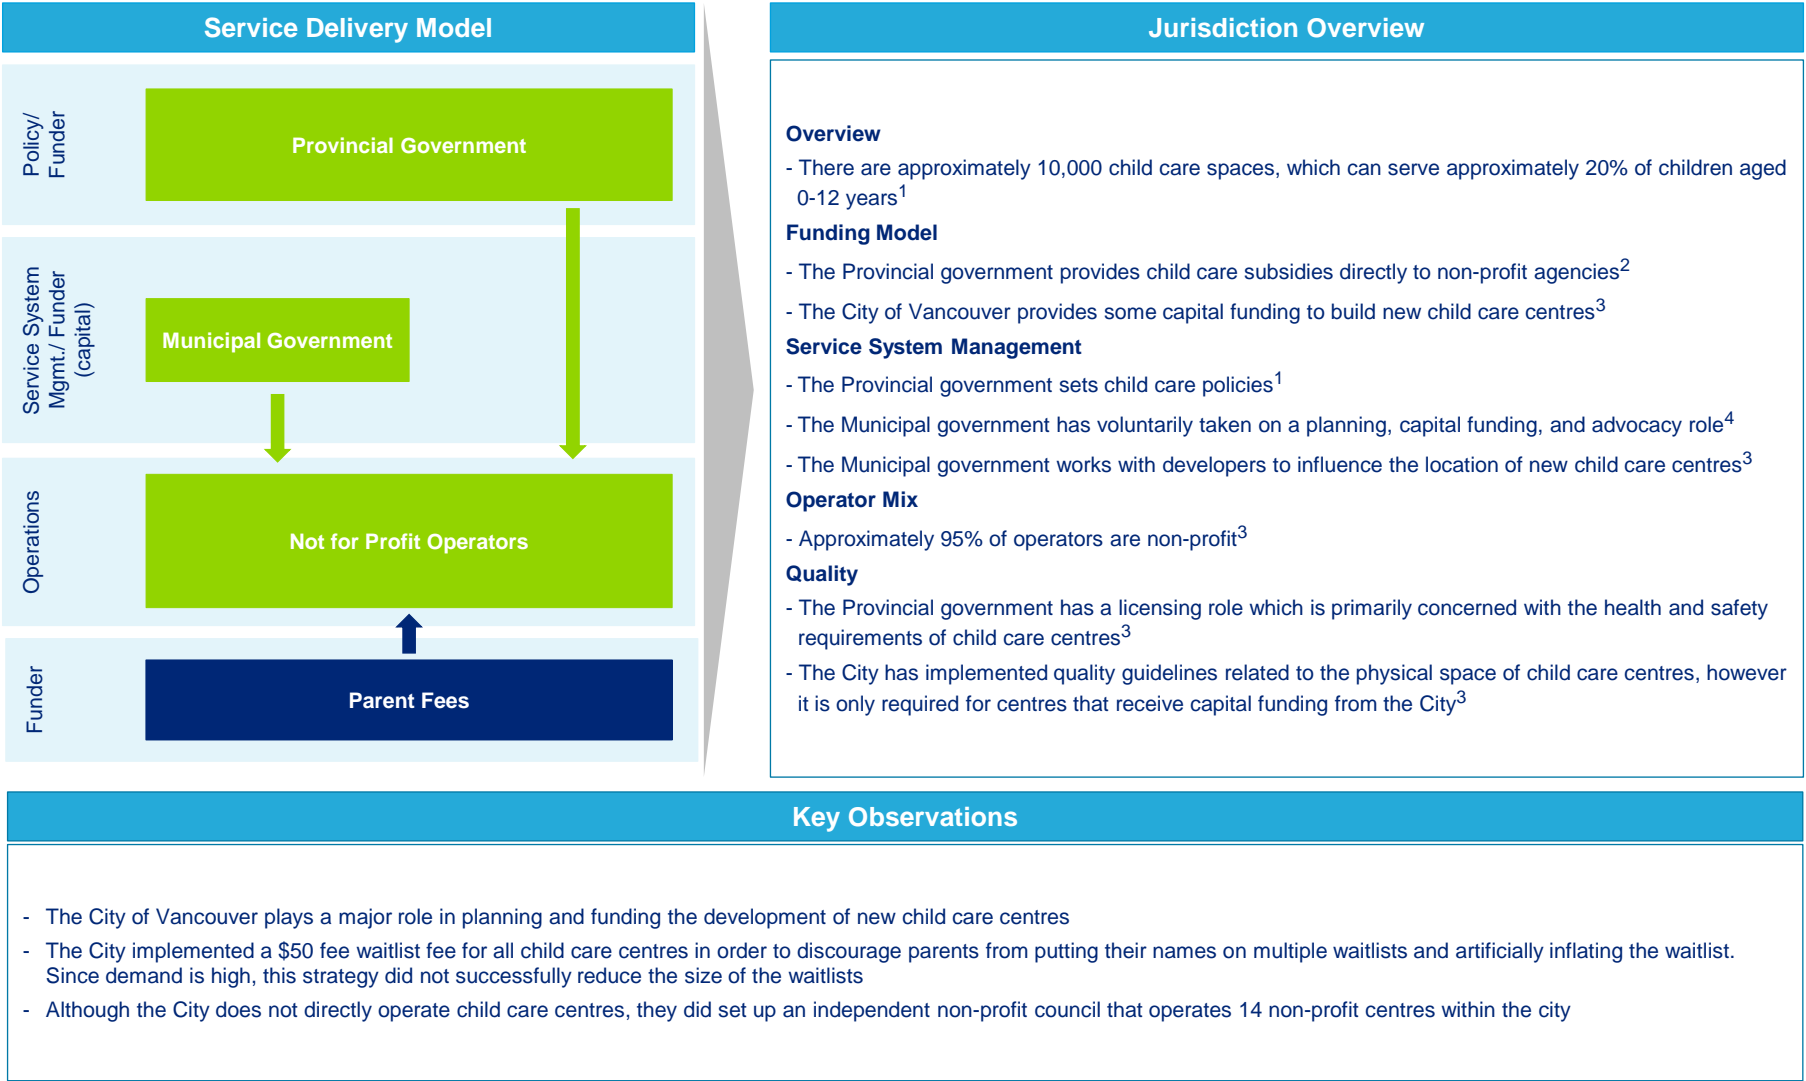 Service Delivery Model
Policy/
Funder
Provincial Government
Service System
Mgmt./ Funder
(capital)
Municipal Government
Operations
Not for Profit Operators
Funder
Parent Fees
Jurisdiction Overview
Overview
- There are approximately 10,000 child care spaces, which can serve approximately 20% of children aged
0-12 years1
Funding Model
- The Provincial government provides child care subsidies directly to non-profit agencies2
- The City of Vancouver provides some capital funding to build new child care centres3
Service System Management
- The Provincial government sets child care policies1
- The Municipal government has voluntarily taken on a planning, capital funding, and advocacy role4
- The Municipal government works with developers to influence the location of new child care centres3
Operator Mix
- Approximately 95% of operators are non-profit3
Quality
- The Provincial government has a licensing role which is primarily concerned with the health and safety
requirements of child care centres3
- The City has implemented quality guidelines related to the physical space of child care centres, however
it is only required for centres that receive capital funding from the City3
Key Observations
- The City of Vancouver plays a major role in planning and funding the development of new child care centres
- The City implemented a $50 fee waitlist fee for all child care centres in order to discourage parents from putting their names on multiple waitlists and artificially inflating the waitlist.
Since demand is high, this strategy did not successfully reduce the size of the waitlists
- Although the City does not directly operate child care centres, they did set up an independent non-profit council that operates 14 non-profit centres within the city